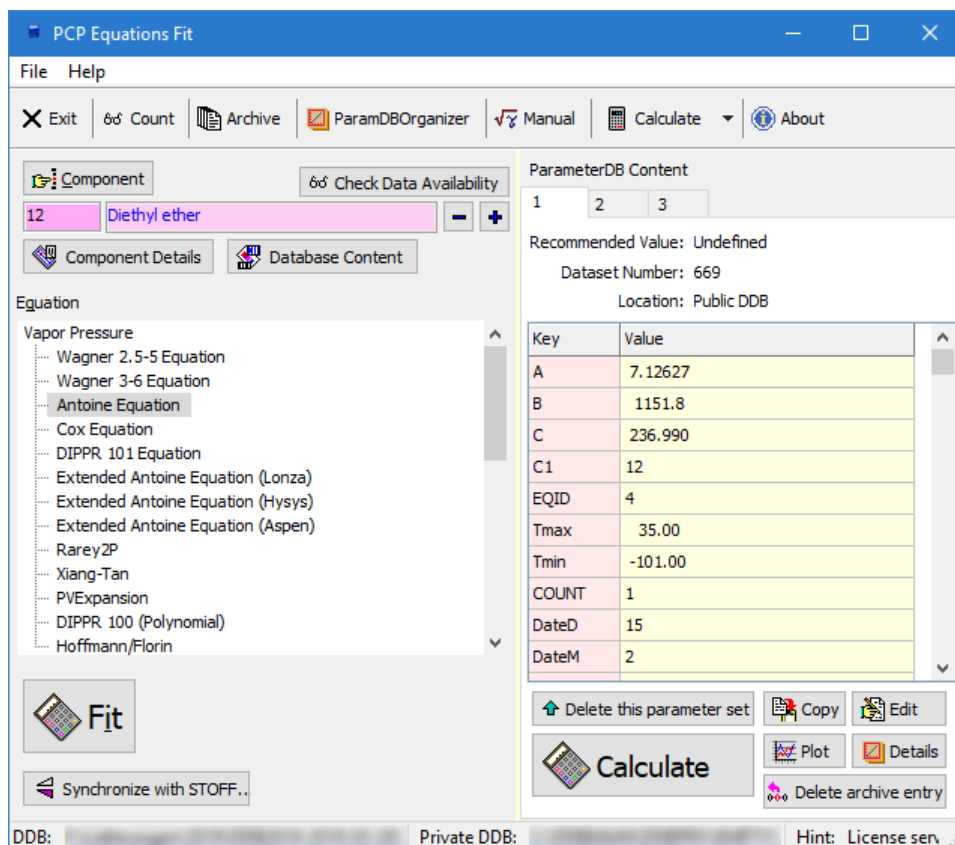 PCP Equations Fit
File Help
Exit Count Archive ParamDBOrganizer Manual Calculate About
Component
Check Data Availability
12 Diethyl ether
Component Details Database Content
Equation
Vapor Pressure
Wagner 2.5-5 Equation
Wagner 3-6 Equation
Antoine Equation
Cox Equation
DIPPR 101 Equation
Extended Antoine Equation (Lonza)
Extended Antoine Equation (Hysys)
Extended Antoine Equation (Aspen)
Rarey2P
Xiang-Tan
PVExpansion
DIPPR 100 (Polynomial)
Hoffmann/Florin
Fit
Synchronize with STOFF..
ParameterDB Content
1 2 3
Recommended Value: Undefined
Dataset Number: 669
Location: Public DDB
Key Value
A 7.12627
B 1151.8
C 236.990
C1 12
EQID 4
Tmax 35.00
Tmin -101.00
COUNT 1
DateD 15
DateM 2
Delete this parameter set Copy Edit
Calculate Plot Details
Delete archive entry
DDB: Private DDB: Hint: License serv